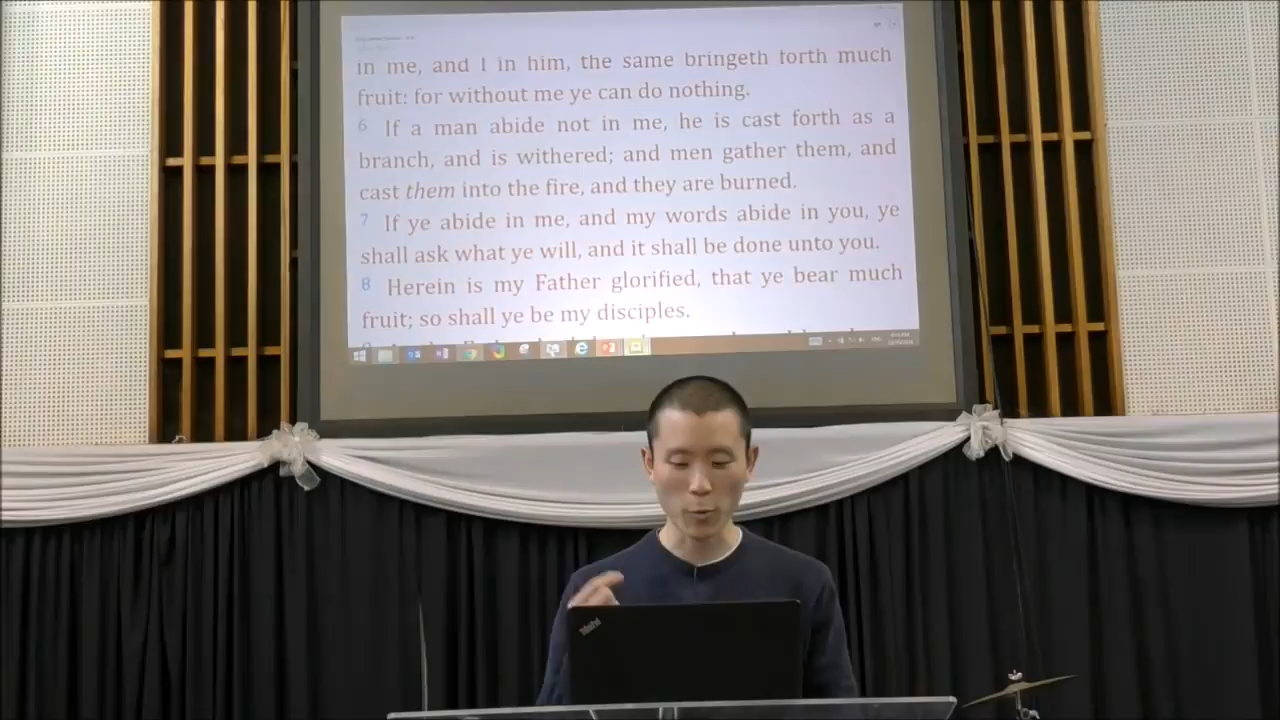 in me, and I in him, the same bringeth forth much
fruit: for without me ye can do nothing.
6 If a man abide not in me, he is cast forth as a
branch, and is withered; and men gather them, and
cast them into the fire, and they are burned.
7 If ye abide in me, and my words abide in you, ye
shall ask what ye will, and it shall be done unto you.
8 Herein is my Father glorified, that ye bear much
fruit; so shall ye be my disciples.
ThinkPad